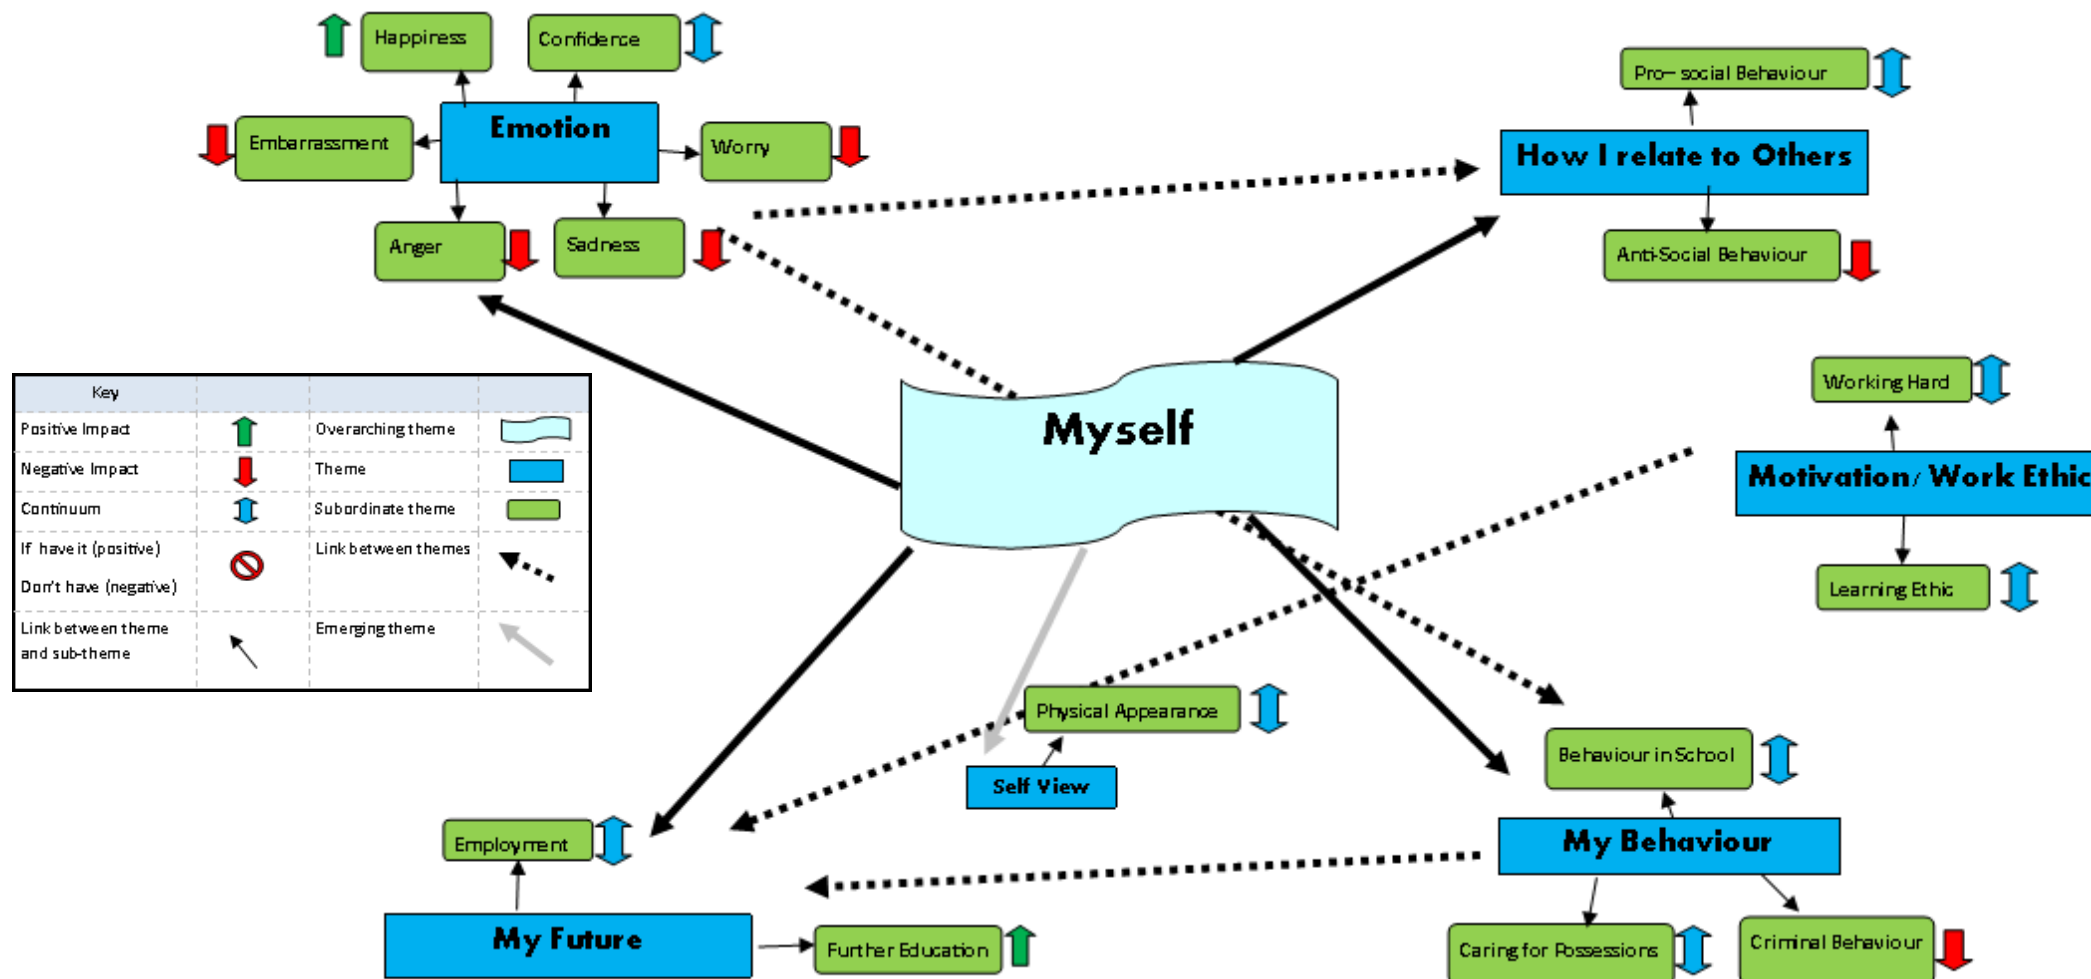 Happiness
Confidence
Emotion
Embarrassment
Worry
Anger
Sadness
Pro-social Behaviour
How I relate to Others
Anti-Social Behaviour
Key
Positive Impact
Overarching theme
Negative Impact
Theme
Continuum
Subordinate theme
If have it (positive)
Don't have (negative)
Link between themes
Link between theme
and sub-theme
Emerging theme
Myself
Working Hard
Motivation/ Work Ethic
Learning Ethic
Physical Appearance
Self View
Behaviour in School
My Behaviour
Caring for Possessions
Criminal Behaviour
Employment
My Future
Further Education